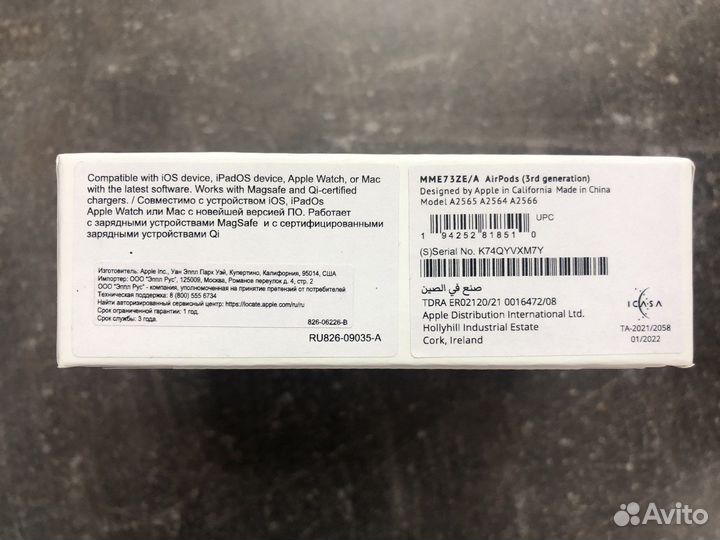 Compatible with iOS device, iPadOS device, Apple Watch, or Mac
with the latest software. Works with Magsafe and Qi-certified
chargers. / Совместимо с устройством iOS, iPadOs
Apple Watch или Mac с новейшей версией ПО. Работает
с зарядными устройствами MagSafe и с сертифицированными
зарядными устройствами Qi
Изготовитель: Apple Inc., Уан Эппл Парк Уэй, Купертино, Калифорния, 95014, США
Импортер: ООО "Эппл Рус", 125009, Москва, Романов переулок д. 4, стр. 2
ООО "Эппл Рус" - компания, уполномоченная на принятие претензий от потребителей
Техническая поддержка: 8 (800) 555 6734
Найти авторизированный сервисный центр: https://locate.apple.com/ru/ru
Срок ограниченной гарантии: 1 год.
Срок службы: 3 года.
826-06226-B
RU826-09035-A
MME73ZE/A AirPods (3rd generation)
Designed by Apple in California Made in China
Model A2565 A2564 A2566
UPC
1 94252 81851 0
(S)Serial No. K74QYVXM7Y
صنع في الصين
TDRA ER02120/21 0016472/08
Apple Distribution International Ltd.
Hollyhill Industrial Estate
Cork, Ireland
ICASA
TA-2021/2058
01/2022
Avito